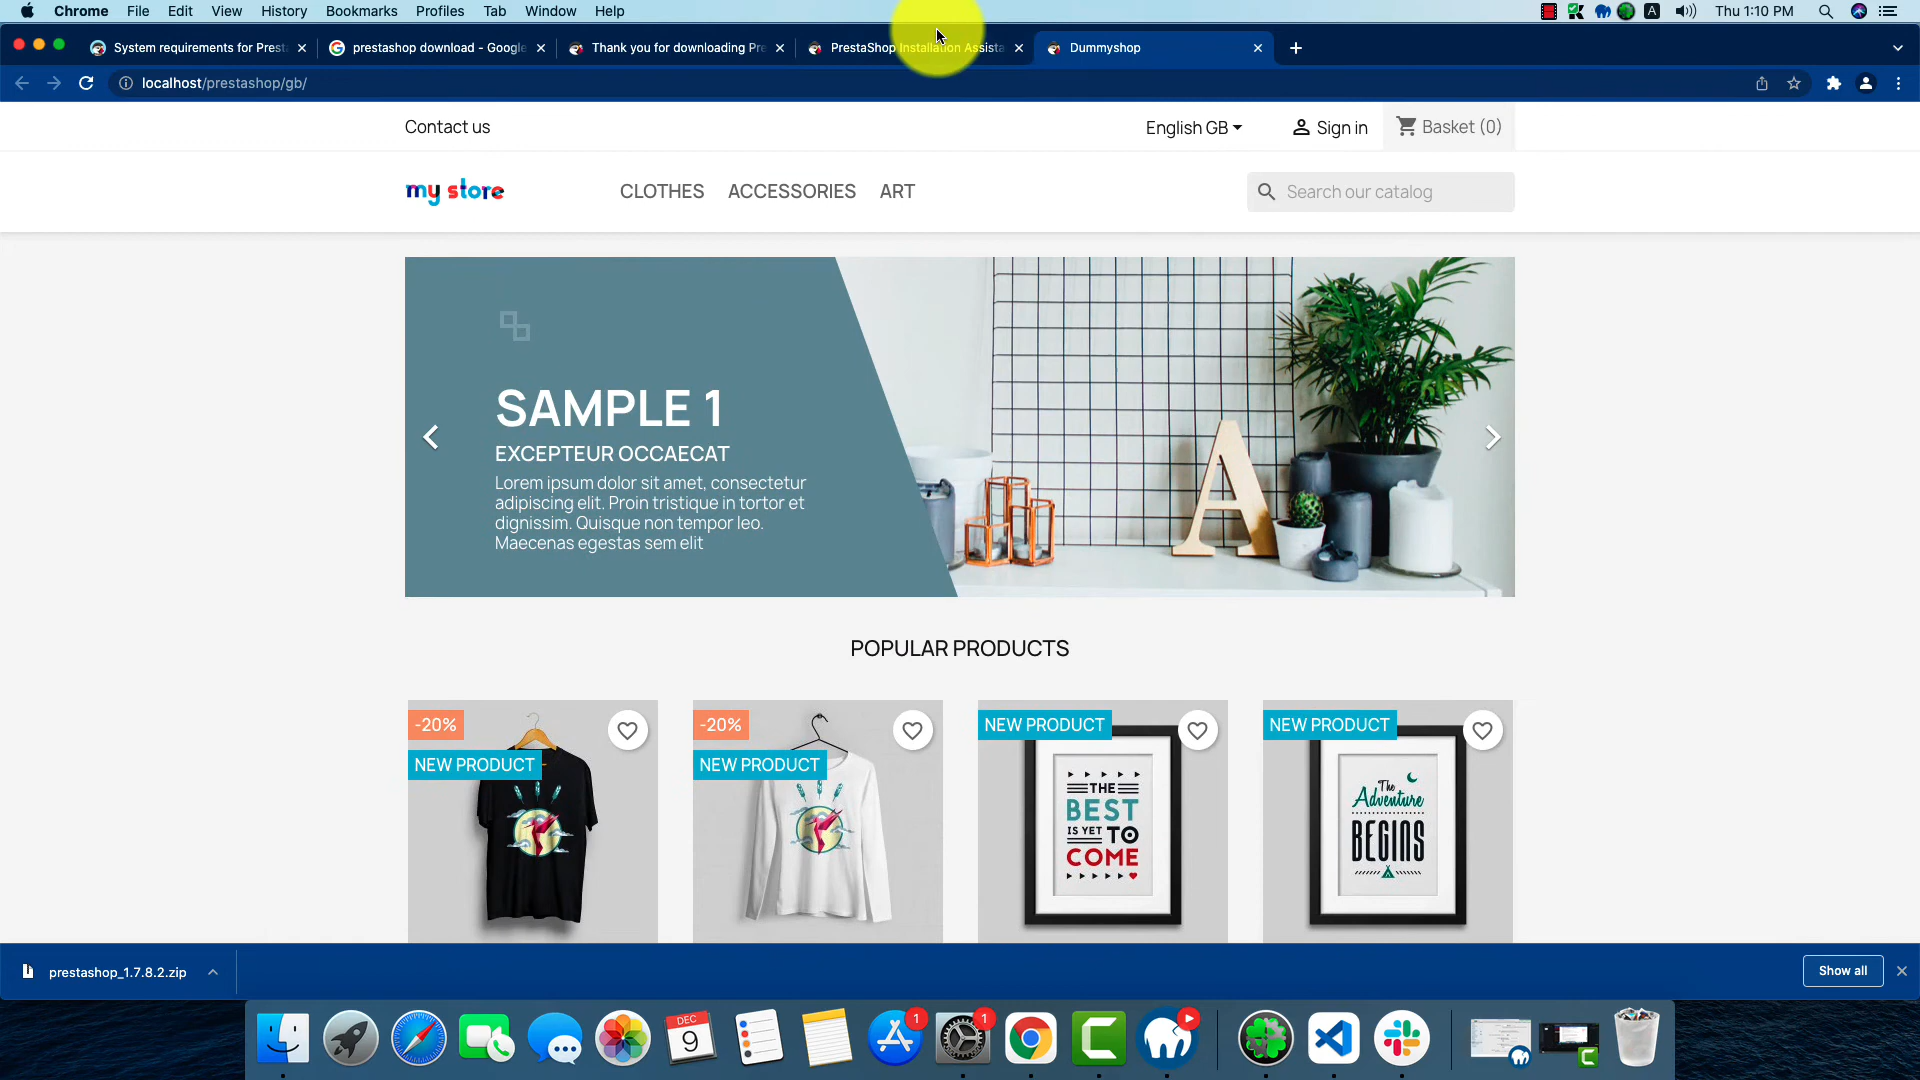 Chrome File Edit View History Bookmarks Profiles Tab Window Help
A Thu 1:10 PM
System requirements for Presta
prestashop download - Google
Thank you for downloading Pre
PrestaShop Installation Assista
Dummyshop
localhost/prestashop/gb/
Contact us
English GB
Sign in
Basket (0)
my store
CLOTHES ACCESSORIES ART
Search our catalog
SAMPLE 1
EXCEPTEUR OCCAECAT
Lorem ipsum dolor sit amet, consectetur
adipiscing elit. Proin tristique in tortor et
dignissim. Quisque non tempor leo.
Maecenas egestas sem elit
A
POPULAR PRODUCTS
-20%
NEW PRODUCT
-20%
NEW PRODUCT
NEW PRODUCT
THE
BEST
IS YET TO
COME
NEW PRODUCT
The
Adventure
BEGINS
prestashop_1.7.8.2.zip
Show all
DEC
9
1
1